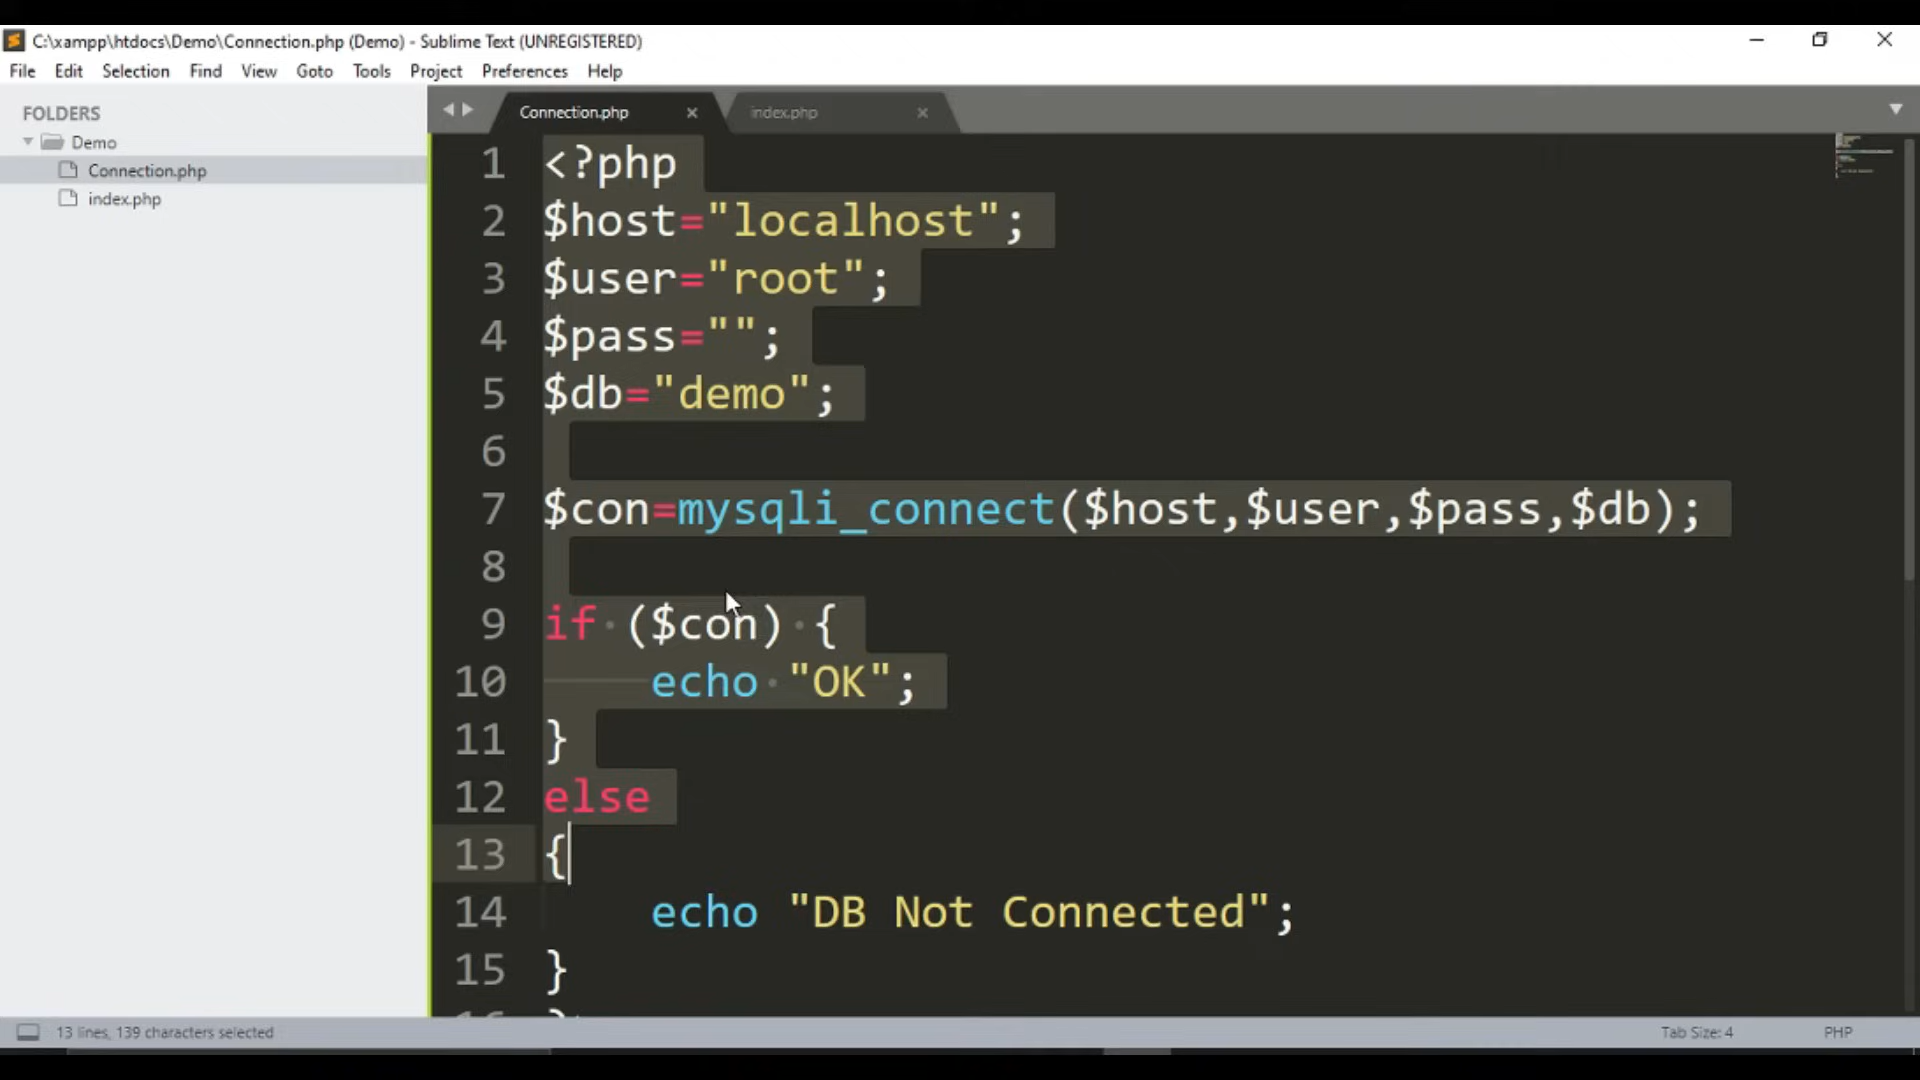 C:\xampp\htdocs\Demo\Connection.php (Demo) - Sublime Text (UNREGISTERED)
File Edit Selection Find View Goto Tools Project Preferences Help
FOLDERS
Demo
Connection.php
index.php
Connection.php index.php
1 <?php
2 $host="localhost";
3 $user="root";
4 $pass="";
5 $db="demo";
6
7 $con=mysqli_connect($host,$user,$pass,$db);
8
9 if ($con) {
10 echo "OK";
11 }
12 else
13 {
14 echo "DB Not Connected";
15 }
13 lines, 139 characters selected
Tab Size: 4 PHP